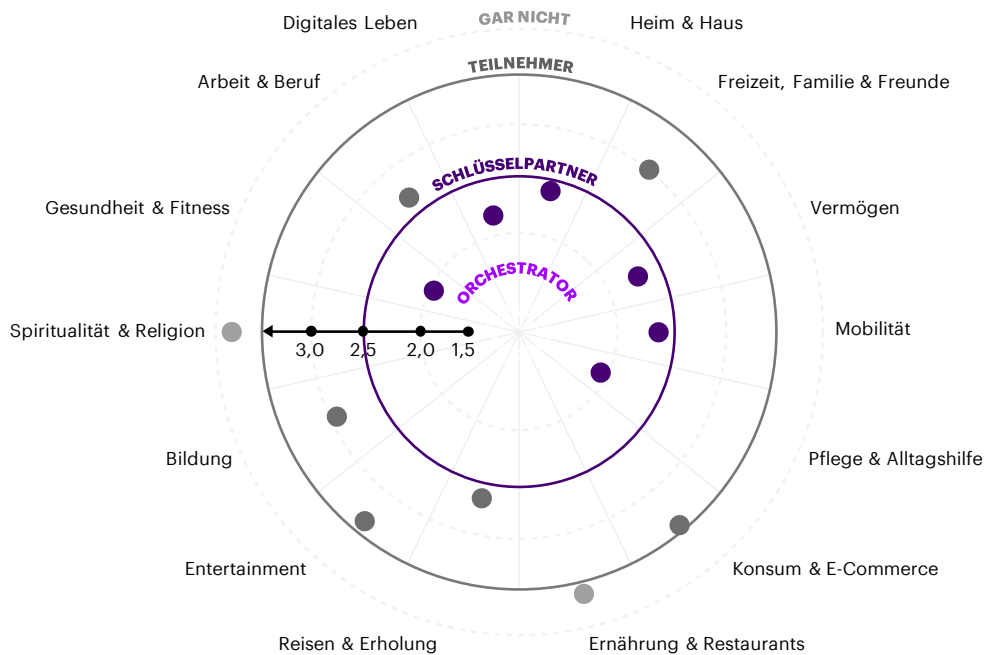 GAR NICHT
Digitales Leben
Heim & Haus
TEILNEHMER
Arbeit & Beruf
Freizeit, Familie & Freunde
SCHLÜSSELPARTNER
Gesundheit & Fitness
Vermögen
ORCHESTRATOR
Spiritualität & Religion
Mobilität
3,0
2,5
2,0
1,5
Bildung
Pflege & Alltagshilfe
Entertainment
Konsum & E-Commerce
Reisen & Erholung
Ernährung & Restaurants